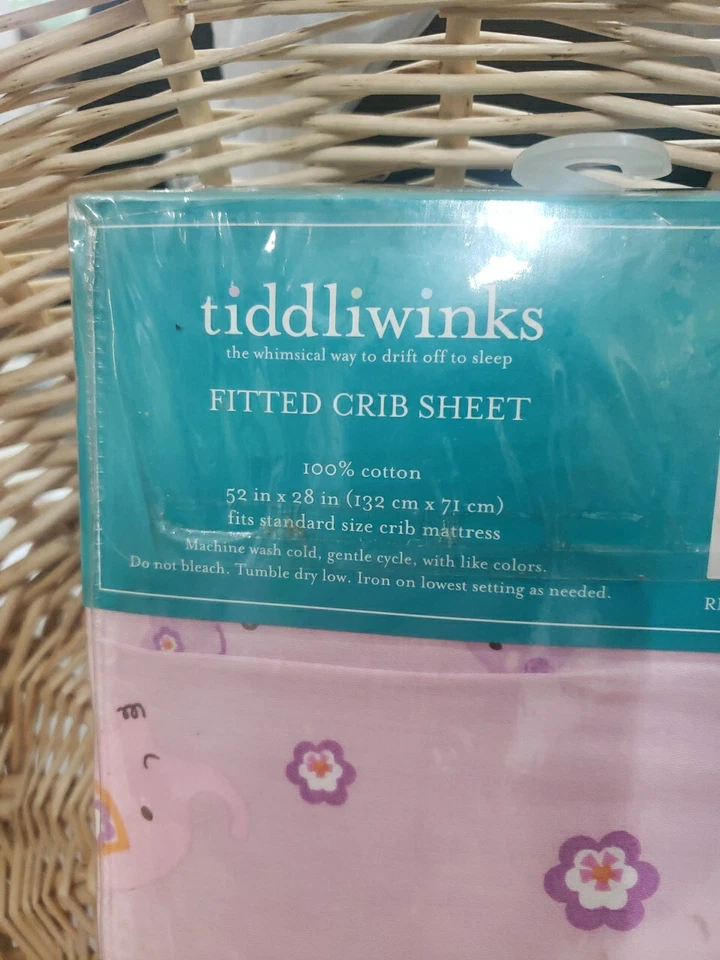 tiddliwinks
the whimsical way to drift off to sleep
FITTED CRIB SHEET
100% cotton
52 in x 28 in (132 cm x 71 cm)
fits standard size crib mattress
Machine wash cold, gentle cycle, with like colors.
Do not bleach. Tumble dry low. Iron on lowest setting as needed.